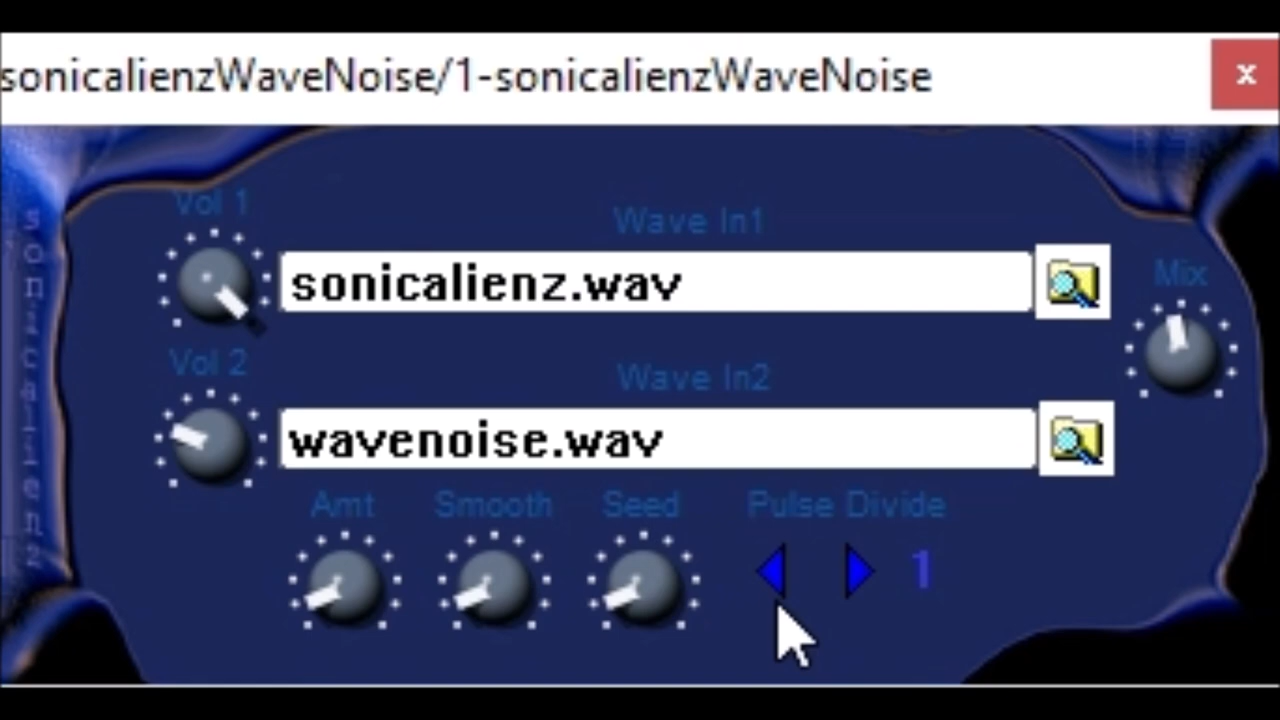 sonicalienzWaveNoise/1-sonicalienzWaveNoise
x
Vol 1
Wave In1
sonicalienz.wav
Mix
Vol 2
Wave In2
wavenoise.wav
Amt Smooth Seed Pulse Divide
1
sonicalienz